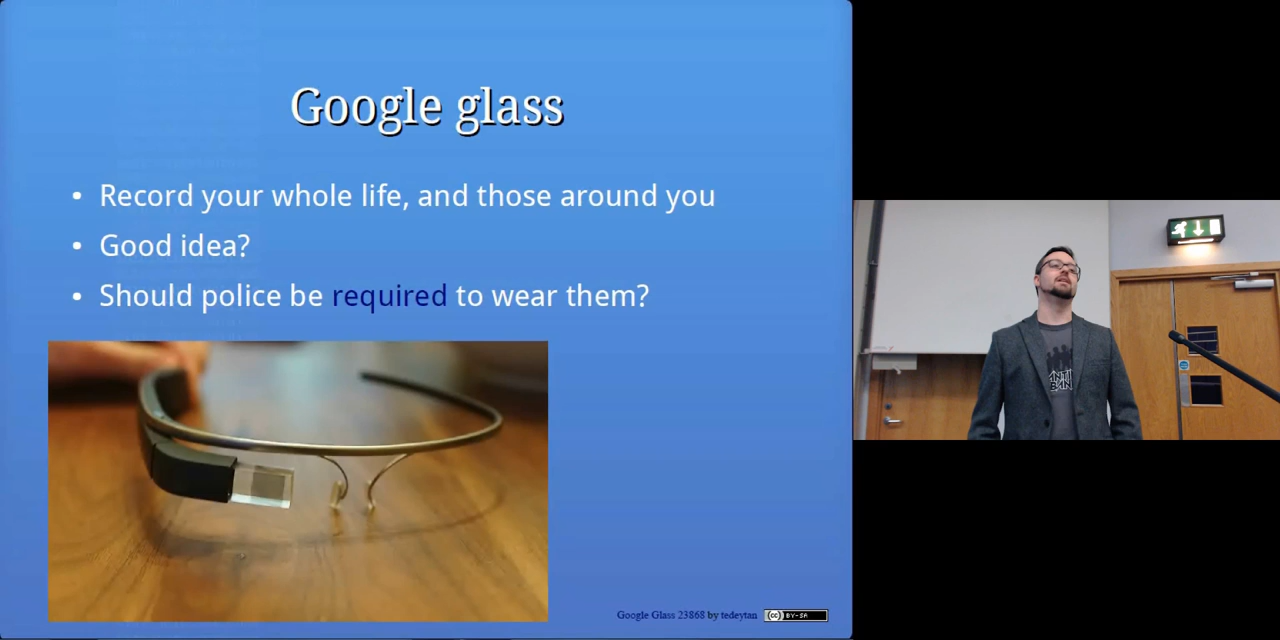 Google glass
• Record your whole life, and those around you
• Good idea?
• Should police be required to wear them?
Google Glass 23868 by tedeytan
cc BY-SA